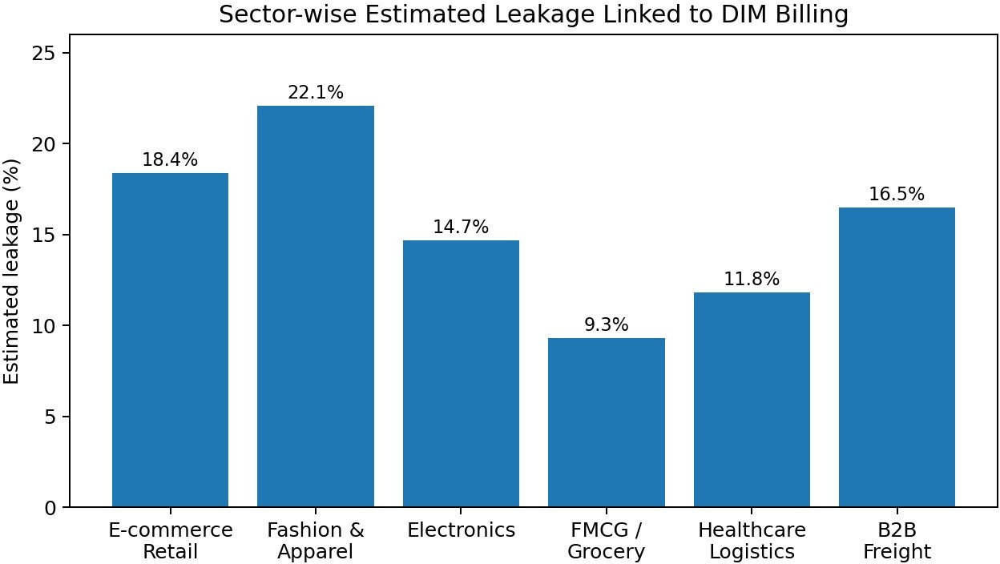 Sector-wise Estimated Leakage Linked to DIM Billing
Estimated leakage (%)
25
20
15
10
5
0
18.4%
22.1%
14.7%
9.3%
11.8%
16.5%
E-commerce
Retail
Fashion &
Apparel
Electronics
FMCG /
Grocery
Healthcare
Logistics
B2B
Freight